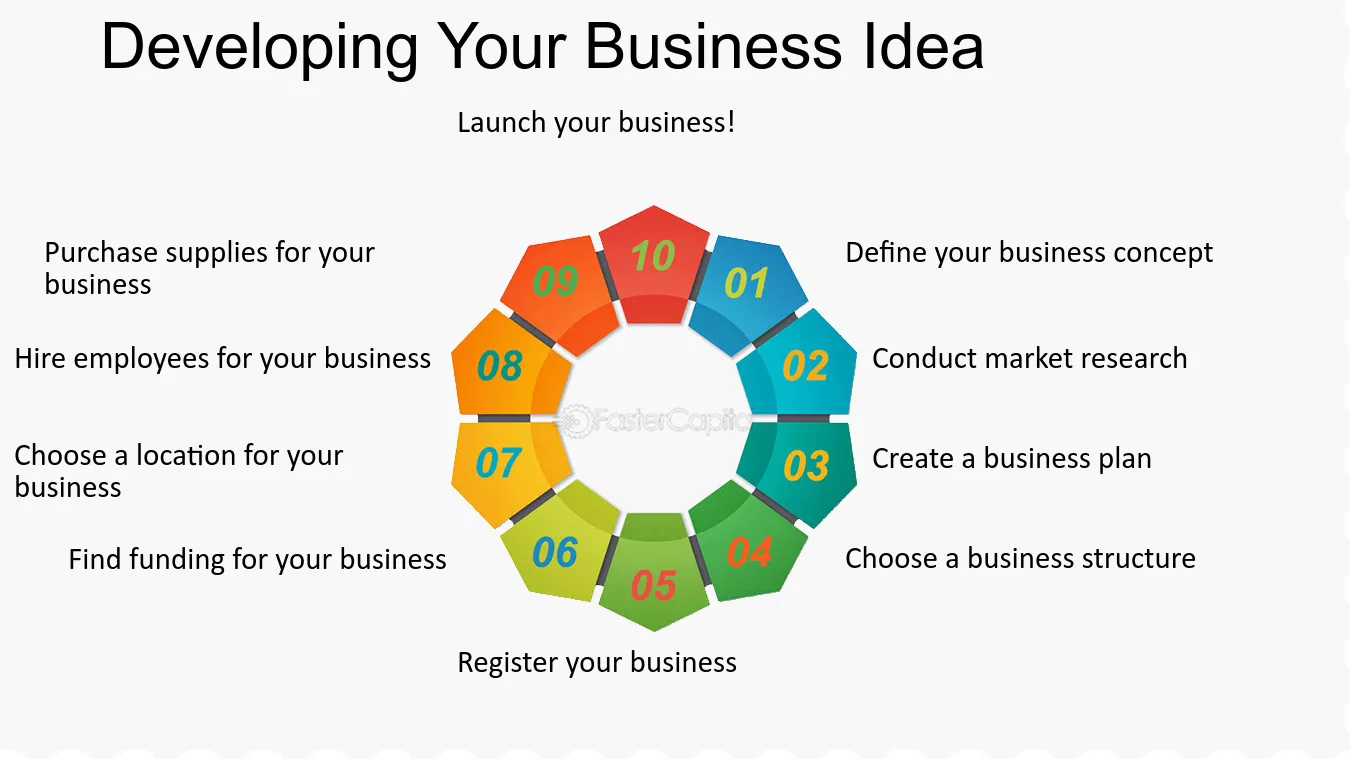 Developing Your Business Idea
Launch your business!
Purchase supplies for your
business
Define your business concept
Hire employees for your business
Conduct market research
Choose a location for your
business
Create a business plan
Find funding for your business
Choose a business structure
Register your business
10
09
01
08
02
07
03
06
04
05
FasterCapital